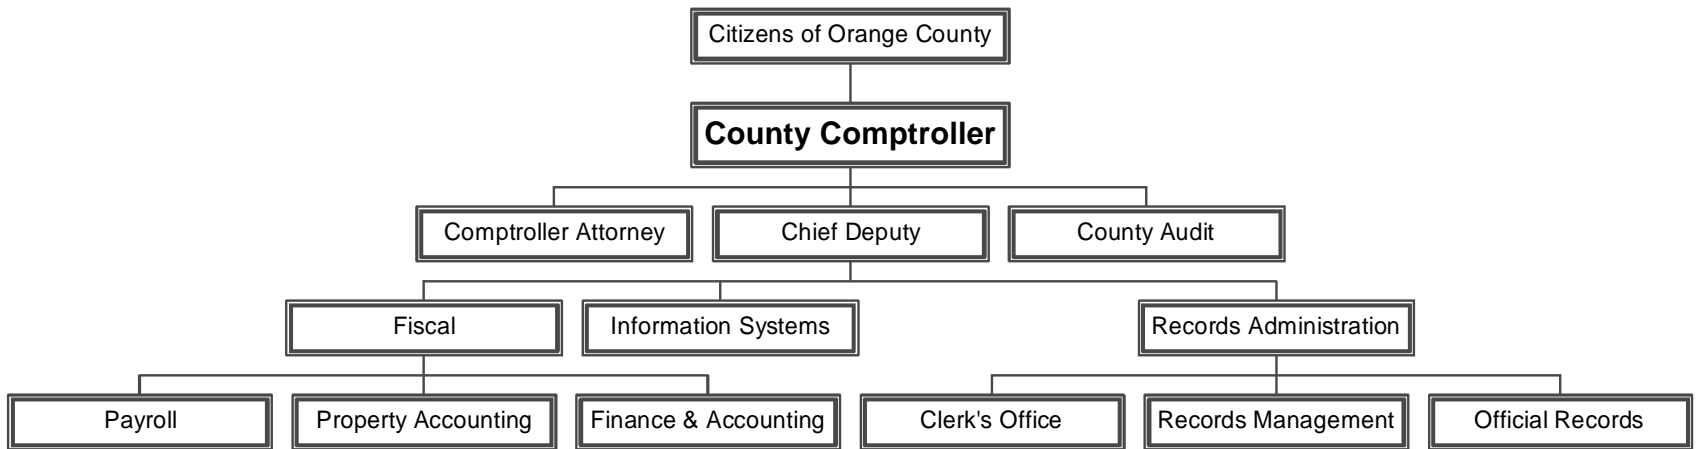 Citizens of Orange County
County Comptroller
Comptroller Attorney
Chief Deputy
County Audit
Fiscal
Information Systems
Records Administration
Payroll
Property Accounting
Finance & Accounting
Clerk's Office
Records Management
Official Records